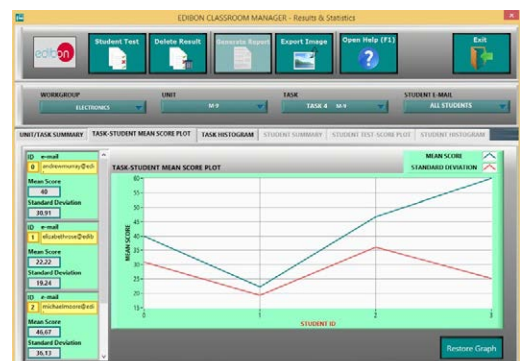 EDIBON CLASSROOM MANAGER - Results & Statistics
edibon
Student Test
Delete Result
Generate Report
Export Image
Open Help (F1)
Exit
WORKGROUP
UNIT
TASK
STUDENT E-MAIL
ELECTRONICS
M-9
TASK 4 M-9
ALL STUDENTS
UNIT/TASK SUMMARY
TASK-STUDENT MEAN SCORE PLOT
TASK HISTOGRAM
STUDENT SUMMARY
STUDENT TEST-SCORE PLOT
STUDENT HISTOGRAM
ID e-mail
0 andrewmurray@edi
Mean Score
40
Standard Deviation
30,91
ID e-mail
1 elizabethrose@edib
Mean Score
22,22
Standard Deviation
19,24
ID e-mail
2 michaelmoore@edi
Mean Score
46,67
Standard Deviation
36,13
TASK-STUDENT MEAN SCORE PLOT
MEAN SCORE
STANDARD DEVIATION
MEAN SCORE
60
55
50
45
40
35
30
25
20
15
0
1
2
3
STUDENT ID
Restore Graph